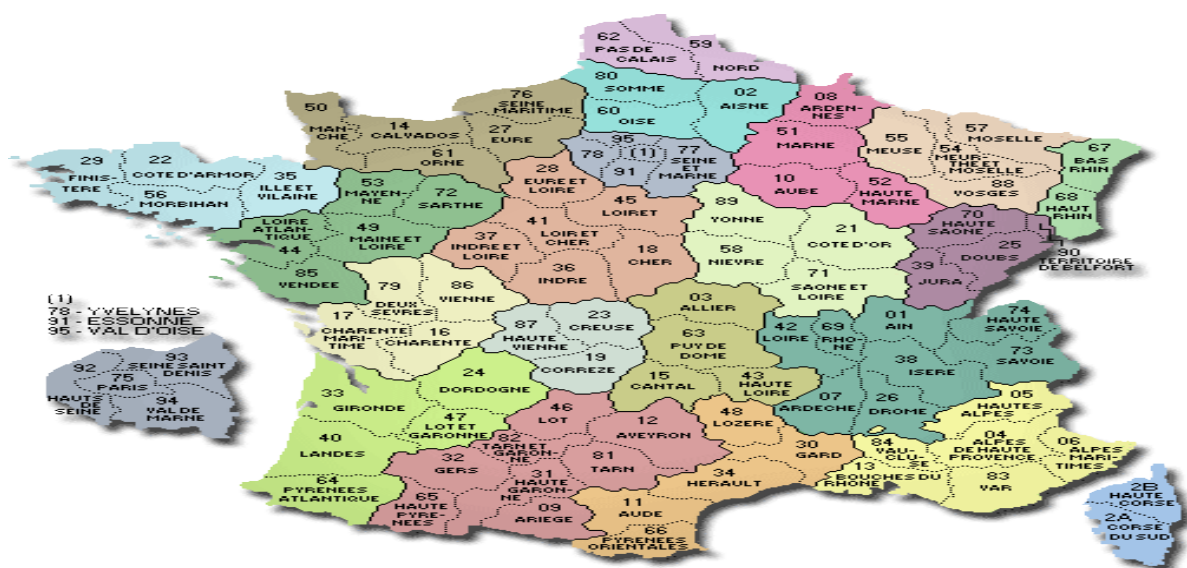 62
PAS DE
CALAIS
59
NORD
80
SOMME
02
AISNE
60
OISE
76
SEINE
MARITIME
50
MAN-
CHE
14
CALVADOS
27
EURE
61
ORNE
08
ARDEN-
NES
51
MARNE
10
AUBE
52
HAUTE
MARNE
55
MEUSE
57
MOSELLE
54
MEUR-
THE ET
MOSELLE
88
VOSGES
67
BAS
RHIN
68
HAUT
RHIN
95
78
(1)
91
77
SEINE
ET
MARNE
29
FINIS-
TERE
22
COTE D'ARMOR
56
MORBIHAN
35
ILLE ET
VILAINE
53
MAYEN-
NE
72
SARTHE
LOIRE
ATLAN-
TIQUE
44
49
MAINE ET
LOIRE
85
VENDEE
28
EURE ET
LOIRE
45
LOIRET
41
LOIR ET
CHER
37
INDRE ET
LOIRE
18
CHER
36
INDRE
89
YONNE
21
COTE D'OR
58
NIEVRE
71
SAONE ET
LOIRE
70
HAUTE
SAONE
25
DOUBS
39
JURA
90
TERRITOIRE
DE BELFORT
79
DEUX
SEVRES
86
VIENNE
17
CHARENTE
MARI-
TIME
16
CHARENTE
87
HAUTE
VIENNE
23
CREUSE
19
CORREZE
03
ALLIER
63
PUY DE
DOME
15
CANTAL
43
HAUTE
LOIRE
42
LOIRE
69
RHO-
NE
01
AIN
74
HAUTE
SAVOIE
73
SAVOIE
38
ISERE
07
ARDECHE
26
DROME
(1)
78 - YVELYNES
91 - ESSONNE
95 - VAL D'OISE
92
HAUTS
DE
SEINE
93
SEINE SAINT
DENIS
75
PARIS
94
VAL DE
MARNE
24
DORDOGNE
33
GIRONDE
47
LOT ET
GARONNE
40
LANDES
64
PYRENEES
ATLANTIQUE
46
LOT
12
AVEYRON
82
TARN ET
GARON-
NE
32
GERS
81
TARN
31
HAUTE
GARON-
NE
65
HAUTE
PYRE-
NEES
09
ARIEGE
48
LOZERE
30
GARD
34
HERAULT
11
AUDE
66
PYRENEES
ORIENTALES
05
HAUTES
ALPES
04
ALPES
DE HAUTE
PROVENCE
06
ALPES
MARI-
TIMES
84
VAU-
CLU-
SE
13
BOUCHES DU
RHONE
83
VAR
2B
HAUTE
CORSE
2A
CORSE
DU SUD